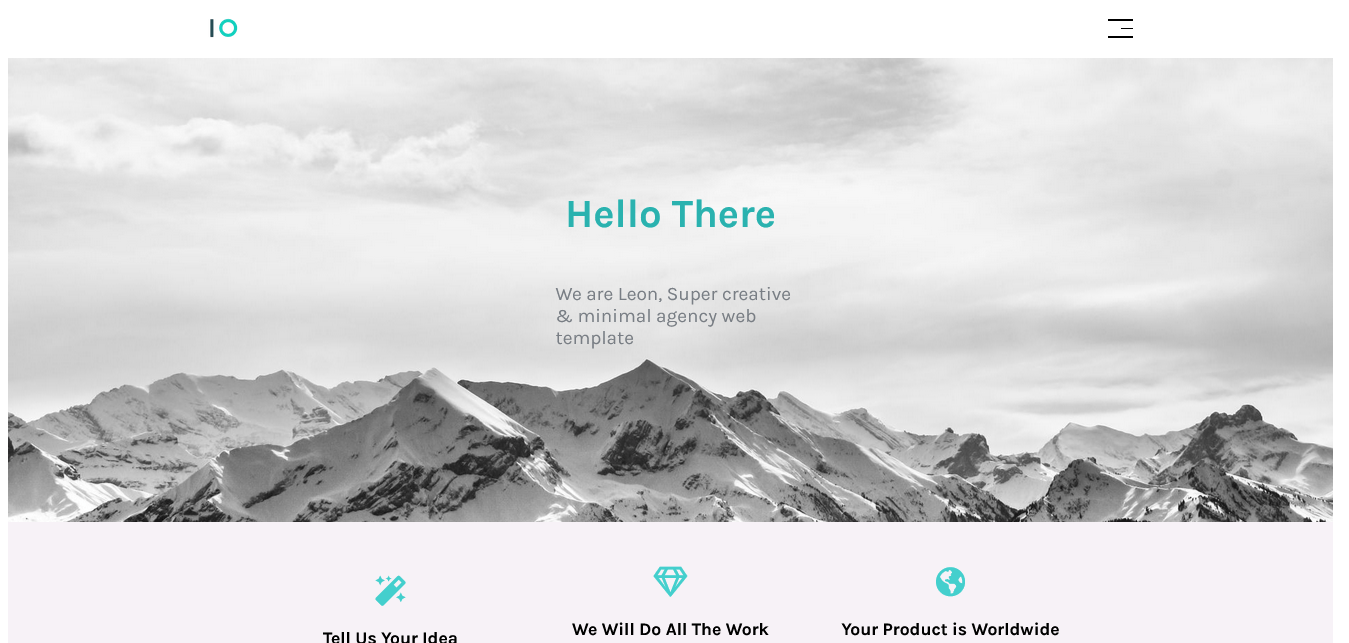 IO
Hello There
We are Leon, Super creative
& minimal agency web
template
Tell Us Your Idea
We Will Do All The Work
Your Product is Worldwide